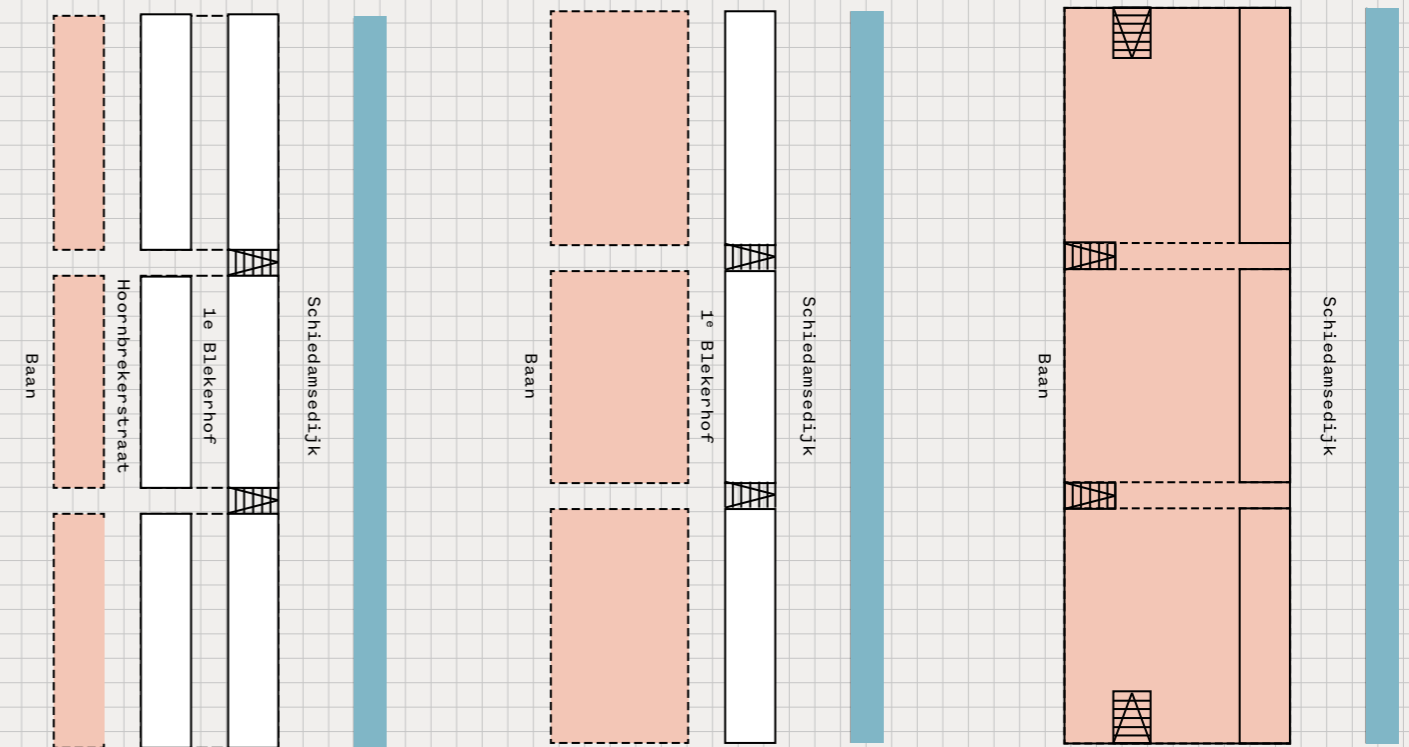 Baan
Hoornbrekerstraat
1e Blekerhof
Schiedamsedijk
Baan
1ᵉ Blekerhof
Schiedamsedijk
Baan
Schiedamsedijk